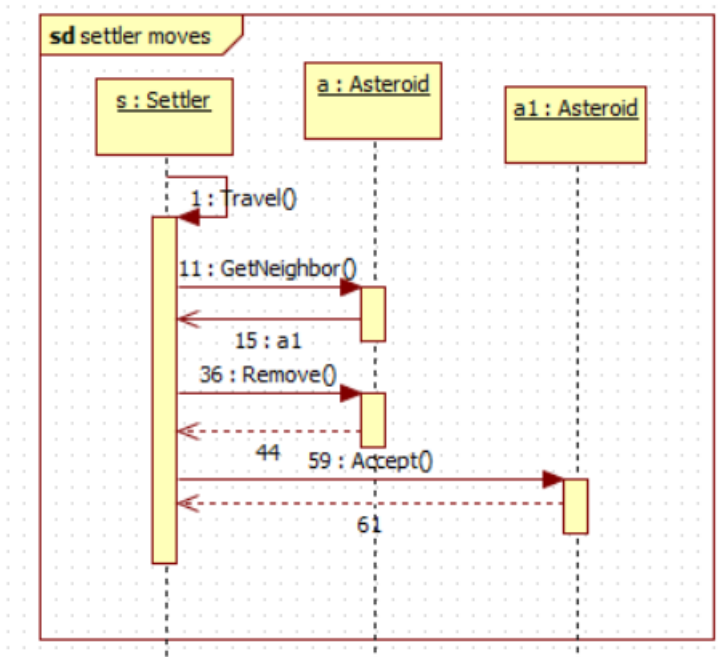 sd settler moves
s : Settler
a : Asteroid
a1 : Asteroid
1 : Travel()
11 : GetNeighbor()
15 : a1
36 : Remove()
44
59 : Accept()
61